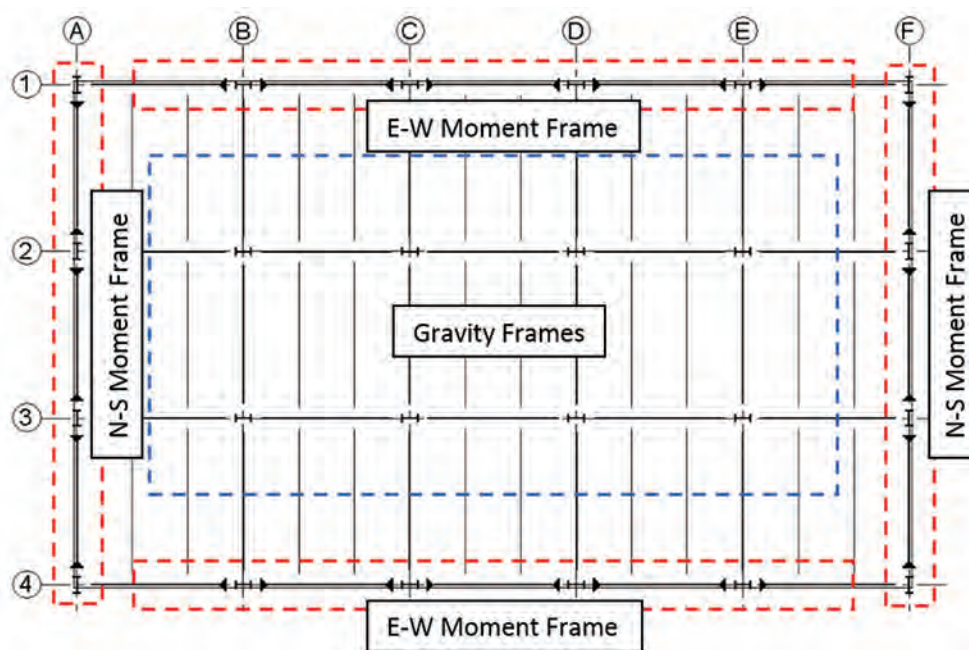 A B C D E F
1
E-W Moment Frame
N-S Moment Frame
N-S Moment Frame
2
Gravity Frames
3
4
E-W Moment Frame